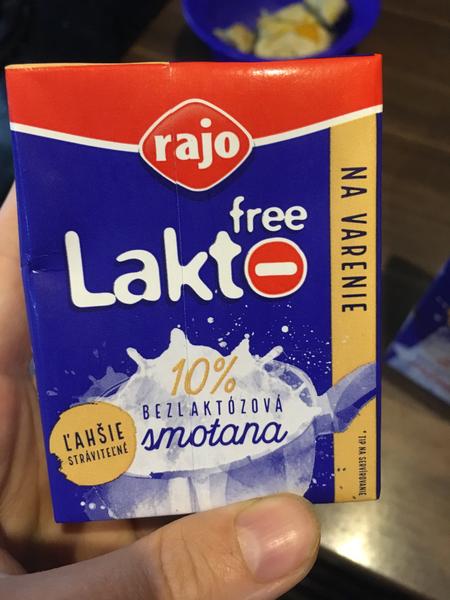 rajo
free
Lakto
10%
BEZLAKTÓZOVÁ
smotana
ĽAHŠIE
STRÁVITEĽNÉ
NA VARENIE
*TIP NA SERVÍROVANIE